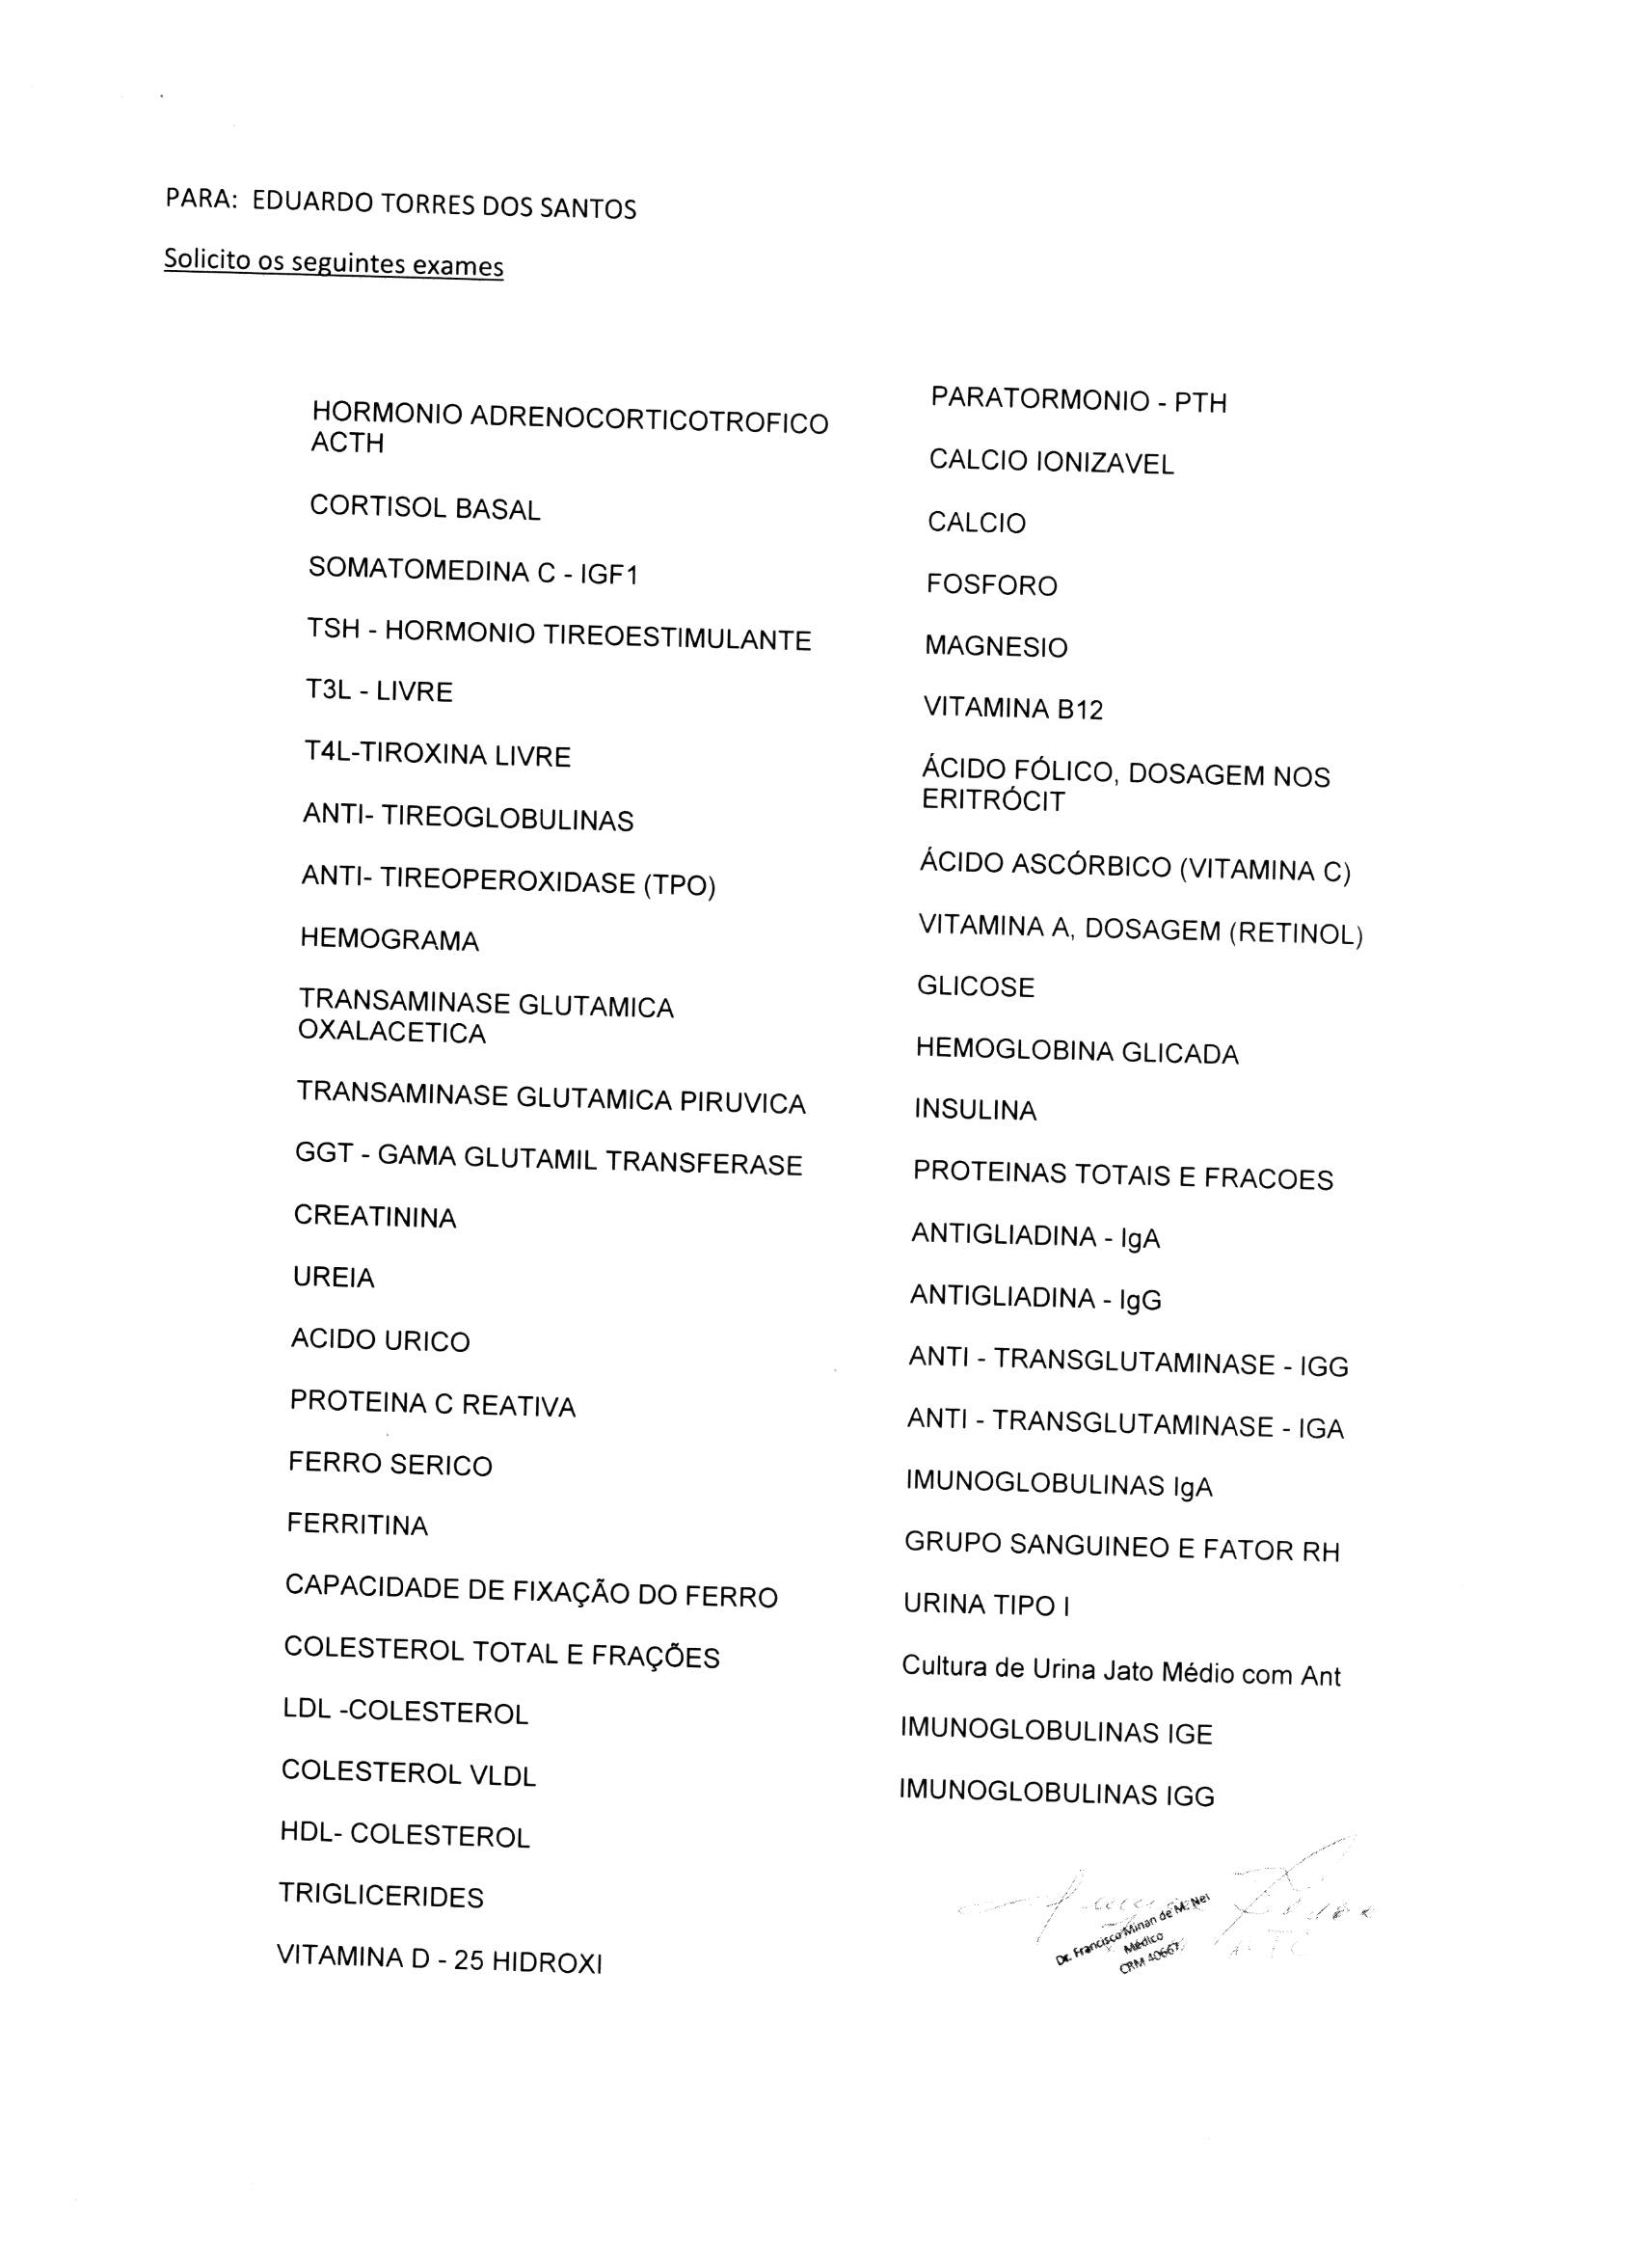 PARA: EDUARDO TORRES DOS SANTOS
Solicito os seguintes exames
HORMONIO ADRENOCORTICOTROFICO
ACTH
CORTISOL BASAL
SOMATOMEDINA C - IGF1
TSH - HORMONIO TIREOESTIMULANTE
T3L - LIVRE
T4L-TIROXINA LIVRE
ANTI- TIREOGLOBULINAS
ANTI- TIREOPEROXIDASE (TPO)
HEMOGRAMA
TRANSAMINASE GLUTAMICA
OXALACETICA
TRANSAMINASE GLUTAMICA PIRUVICA
GGT - GAMA GLUTAMIL TRANSFERASE
CREATININA
UREIA
ACIDO URICO
PROTEINA C REATIVA
FERRO SERICO
FERRITINA
CAPACIDADE DE FIXAÇÃO DO FERRO
COLESTEROL TOTAL E FRAÇÕES
LDL -COLESTEROL
COLESTEROL VLDL
HDL- COLESTEROL
TRIGLICERIDES
VITAMINA D - 25 HIDROXI
PARATORMONIO - PTH
CALCIO IONIZAVEL
CALCIO
FOSFORO
MAGNESIO
VITAMINA B12
ÁCIDO FÓLICO, DOSAGEM NOS
ERITRÓCIT
ÁCIDO ASCÓRBICO (VITAMINA C)
VITAMINA A, DOSAGEM (RETINOL)
GLICOSE
HEMOGLOBINA GLICADA
INSULINA
PROTEINAS TOTAIS E FRACOES
ANTIGLIADINA - IgA
ANTIGLIADINA - IgG
ANTI - TRANSGLUTAMINASE - IGG
ANTI - TRANSGLUTAMINASE - IGA
IMUNOGLOBULINAS IgA
GRUPO SANGUINEO E FATOR RH
URINA TIPO I
Cultura de Urina Jato Médio com Ant
IMUNOGLOBULINAS IGE
IMUNOGLOBULINAS IGG
Dr. Francisco Minan de M. Nei
Médico
CRM 40667